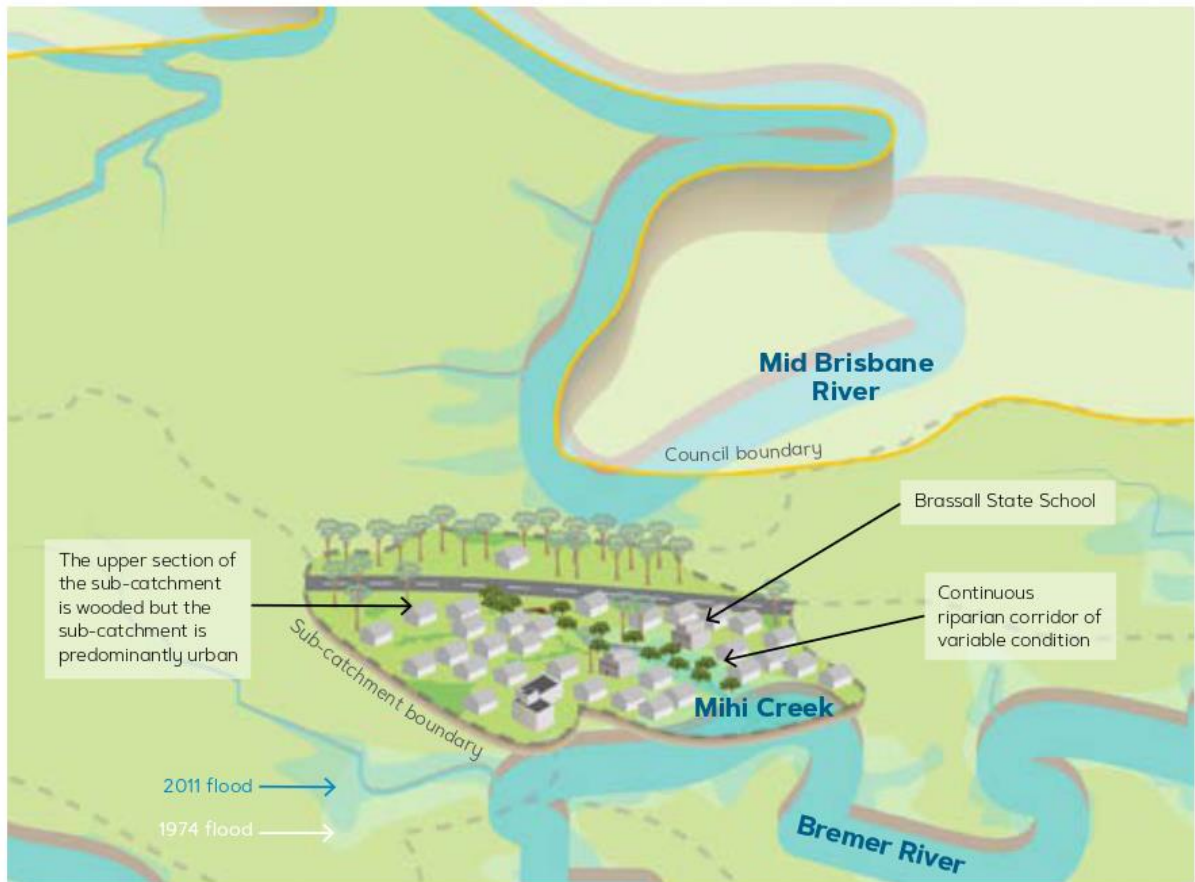 Mid Brisbane
River
Council boundary
Brassall State School
The upper section of
the sub-catchment
is wooded but the
sub-catchment is
predominantly urban
Continuous
riparian corridor of
variable condition
Sub-catchment boundary
Mihi Creek
2011 flood
1974 flood
Bremer River